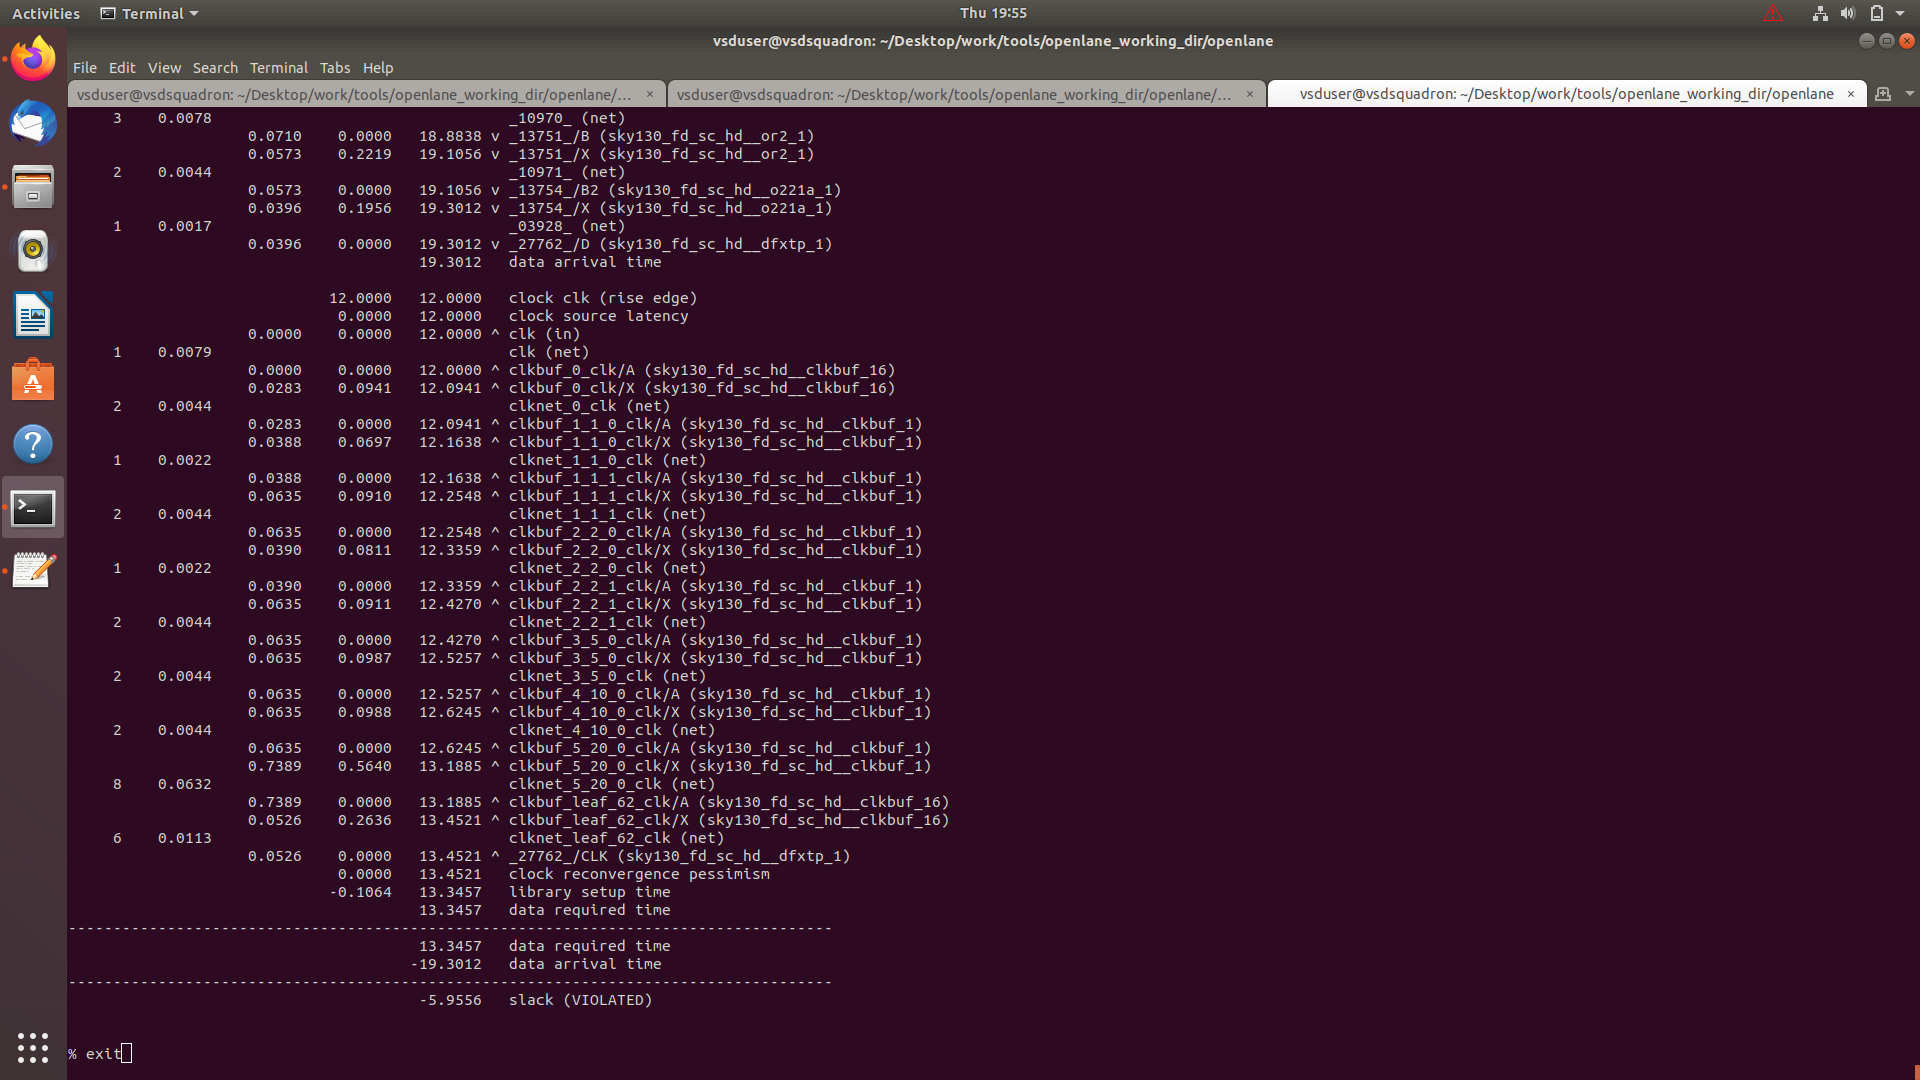 Activities Terminal Thu 19:55
vsduser@vsdsquadron: ~/Desktop/work/tools/openlane_working_dir/openlane
File Edit View Search Terminal Tabs Help
vsduser@vsdsquadron: ~/Desktop/work/tools/openlane_working_dir/openlane/... × vsduser@vsdsquadron: ~/Desktop/work/tools/openlane_working_dir/openlane/... × vsduser@vsdsquadron: ~/Desktop/work/tools/openlane_working_dir/openlane ×
3 0.0078 _10970_ (net)
0.0710 0.0000 18.8838 v _13751_/B (sky130_fd_sc_hd__or2_1)
0.0573 0.2219 19.1056 v _13751_/X (sky130_fd_sc_hd__or2_1)
2 0.0044 _10971_ (net)
0.0573 0.0000 19.1056 v _13754_/B2 (sky130_fd_sc_hd__o221a_1)
0.0396 0.1956 19.3012 v _13754_/X (sky130_fd_sc_hd__o221a_1)
1 0.0017 _03928_ (net)
0.0396 0.0000 19.3012 v _27762_/D (sky130_fd_sc_hd__dfxtp_1)
19.3012 data arrival time
12.0000 12.0000 clock clk (rise edge)
0.0000 12.0000 clock source latency
0.0000 0.0000 12.0000 ^ clk (in)
1 0.0079 clk (net)
0.0000 0.0000 12.0000 ^ clkbuf_0_clk/A (sky130_fd_sc_hd__clkbuf_16)
0.0283 0.0941 12.0941 ^ clkbuf_0_clk/X (sky130_fd_sc_hd__clkbuf_16)
2 0.0044 clknet_0_clk (net)
0.0283 0.0000 12.0941 ^ clkbuf_1_1_0_clk/A (sky130_fd_sc_hd__clkbuf_1)
0.0388 0.0697 12.1638 ^ clkbuf_1_1_0_clk/X (sky130_fd_sc_hd__clkbuf_1)
1 0.0022 clknet_1_1_0_clk (net)
0.0388 0.0000 12.1638 ^ clkbuf_1_1_1_clk/A (sky130_fd_sc_hd__clkbuf_1)
0.0635 0.0910 12.2548 ^ clkbuf_1_1_1_clk/X (sky130_fd_sc_hd__clkbuf_1)
2 0.0044 clknet_1_1_1_clk (net)
0.0635 0.0000 12.2548 ^ clkbuf_2_2_0_clk/A (sky130_fd_sc_hd__clkbuf_1)
0.0390 0.0811 12.3359 ^ clkbuf_2_2_0_clk/X (sky130_fd_sc_hd__clkbuf_1)
1 0.0022 clknet_2_2_0_clk (net)
0.0390 0.0000 12.3359 ^ clkbuf_2_2_1_clk/A (sky130_fd_sc_hd__clkbuf_1)
0.0635 0.0911 12.4270 ^ clkbuf_2_2_1_clk/X (sky130_fd_sc_hd__clkbuf_1)
2 0.0044 clknet_2_2_1_clk (net)
0.0635 0.0000 12.4270 ^ clkbuf_3_5_0_clk/A (sky130_fd_sc_hd__clkbuf_1)
0.0635 0.0987 12.5257 ^ clkbuf_3_5_0_clk/X (sky130_fd_sc_hd__clkbuf_1)
2 0.0044 clknet_3_5_0_clk (net)
0.0635 0.0000 12.5257 ^ clkbuf_4_10_0_clk/A (sky130_fd_sc_hd__clkbuf_1)
0.0635 0.0988 12.6245 ^ clkbuf_4_10_0_clk/X (sky130_fd_sc_hd__clkbuf_1)
2 0.0044 clknet_4_10_0_clk (net)
0.0635 0.0000 12.6245 ^ clkbuf_5_20_0_clk/A (sky130_fd_sc_hd__clkbuf_1)
0.7389 0.5640 13.1885 ^ clkbuf_5_20_0_clk/X (sky130_fd_sc_hd__clkbuf_1)
8 0.0632 clknet_5_20_0_clk (net)
0.7389 0.0000 13.1885 ^ clkbuf_leaf_62_clk/A (sky130_fd_sc_hd__clkbuf_16)
0.0526 0.2636 13.4521 ^ clkbuf_leaf_62_clk/X (sky130_fd_sc_hd__clkbuf_16)
6 0.0113 clknet_leaf_62_clk (net)
0.0526 0.0000 13.4521 ^ _27762_/CLK (sky130_fd_sc_hd__dfxtp_1)
0.0000 13.4521 clock reconvergence pessimism
-0.1064 13.3457 library setup time
13.3457 data required time
-------------------------------------------------------------------------------------
13.3457 data required time
-19.3012 data arrival time
-------------------------------------------------------------------------------------
-5.9556 slack (VIOLATED)
% exit